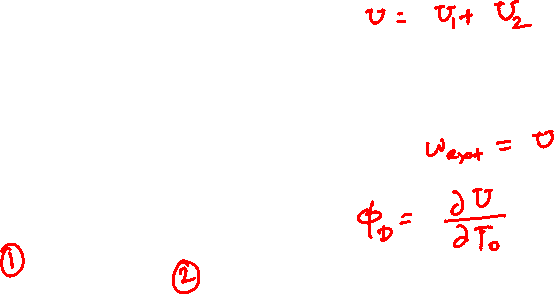 U = U₁ + U₂
W_ext = U
ϕ_D = ∂U / ∂T₀
① ②